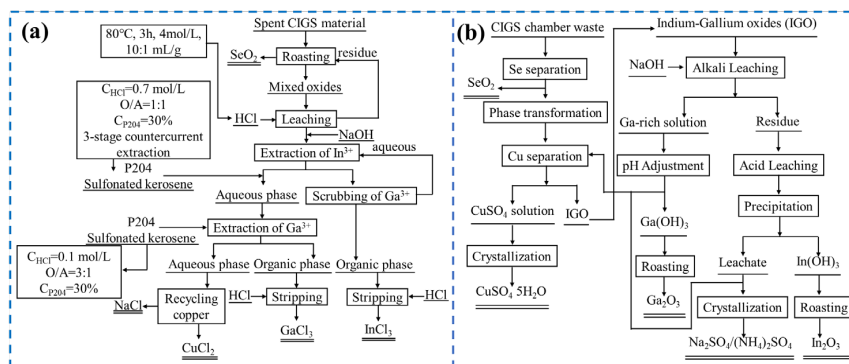 (a)
Spent CIGS material
80°C, 3h, 4mol/L,
10:1 mL/g
SeO2
Roasting
residue
Mixed oxides
HCl
Leaching
NaOH
CHCl=0.7 mol/L
O/A=1:1
CP204=30%
3-stage countercurrent
extraction
Extraction of In3+
aqueous
P204
Sulfonated kerosene
Aqueous phase
Scrubbing of Ga3+
P204
Sulfonated kerosene
Extraction of Ga3+
CHCl=0.1 mol/L
O/A=3:1
CP204=30%
Aqueous phase
Organic phase
Organic phase
NaCl
Recycling
copper
HCl
Stripping
Stripping
HCl
CuCl2
GaCl3
InCl3
(b)
CIGS chamber waste
Se separation
SeO2
Phase transformation
Cu separation
CuSO4 solution
IGO
Crystallization
CuSO4 5H2O
Indium-Gallium oxides (IGO)
NaOH
Alkali Leaching
Ga-rich solution
Residue
pH Adjustment
Acid Leaching
Precipitation
Ga(OH)3
Leachate
In(OH)3
Roasting
Ga2O3
Crystallization
Roasting
Na2SO4/(NH4)2SO4
In2O3